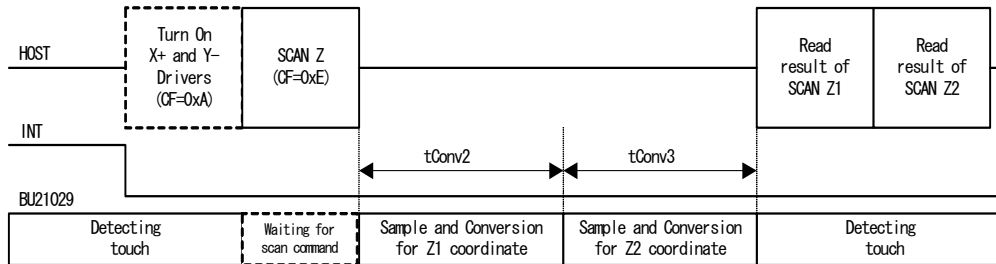 HOST
Turn On
X+ and Y-
Drivers
(CF=0xA)
SCAN Z
(CF=0xE)
Read
result of
SCAN Z1
Read
result of
SCAN Z2
INT
tConv2
tConv3
BU21029
Detecting
touch
Waiting for
scan command
Sample and Conversion
for Z1 coordinate
Sample and Conversion
for Z2 coordinate
Detecting
touch